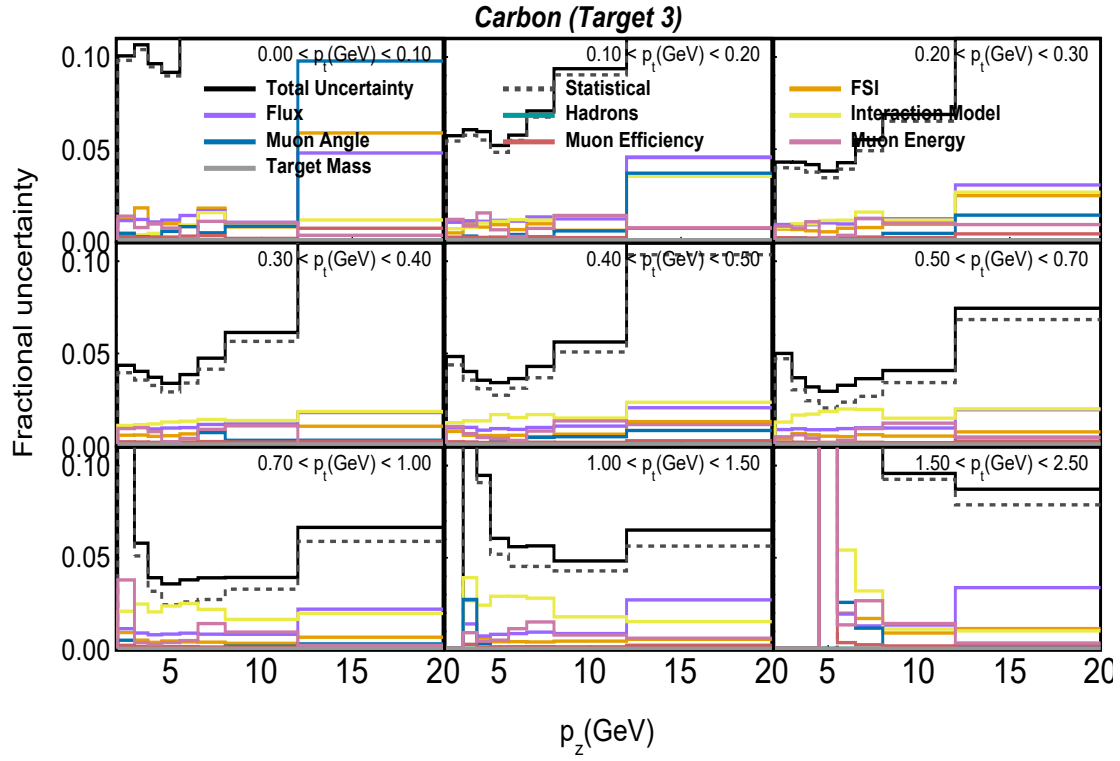 Carbon (Target 3)
0.00 < p_t(GeV) < 0.10
0.10 < p_t(GeV) < 0.20
0.20 < p_t(GeV) < 0.30
Total Uncertainty
Statistical
FSI
Flux
Hadrons
Interaction Model
Muon Angle
Muon Efficiency
Muon Energy
Target Mass
0.10
0.05
0.00
0.30 < p_t(GeV) < 0.40
0.40 < p_t(GeV) < 0.50
0.50 < p_t(GeV) < 0.70
0.10
0.05
0.00
0.70 < p_t(GeV) < 1.00
1.00 < p_t(GeV) < 1.50
1.50 < p_t(GeV) < 2.50
0.10
0.05
0.00
5 10 15 20 5 10 15 20 5 10 15 20
Fractional uncertainty
p_z(GeV)